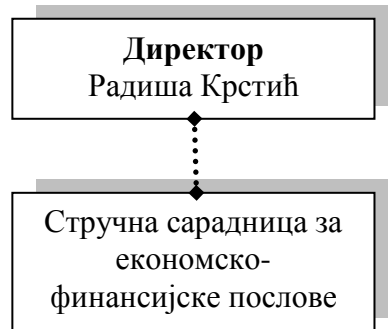 Директор
Радиша Крстић
Стручна сарадница за
економско-
финансијске послове